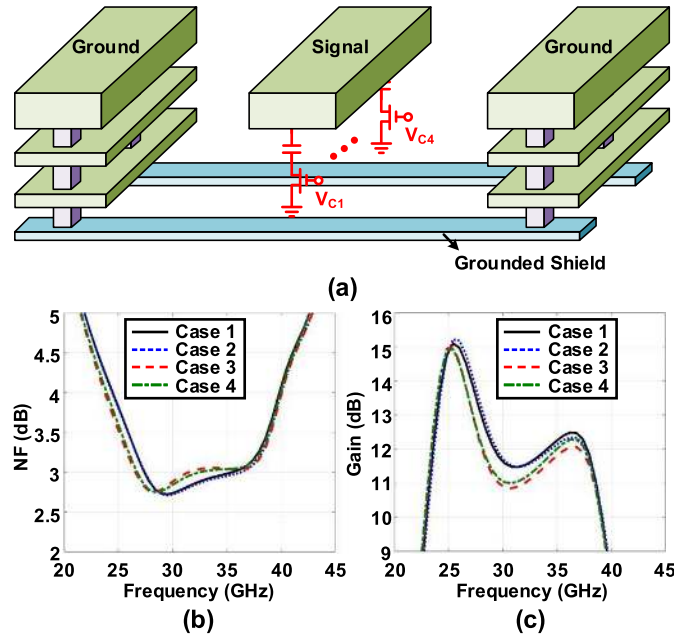 Ground
Signal
Ground
VC4
VC1
Grounded Shield
(a)
5
4.5
4
3.5
3
2.5
2
NF (dB)
Case 1
Case 2
Case 3
Case 4
20 25 30 35 40 45
Frequency (GHz)
(b)
16
15
14
13
12
11
10
9
Gain (dB)
Case 1
Case 2
Case 3
Case 4
20 25 30 35 40 45
Frequency (GHz)
(c)